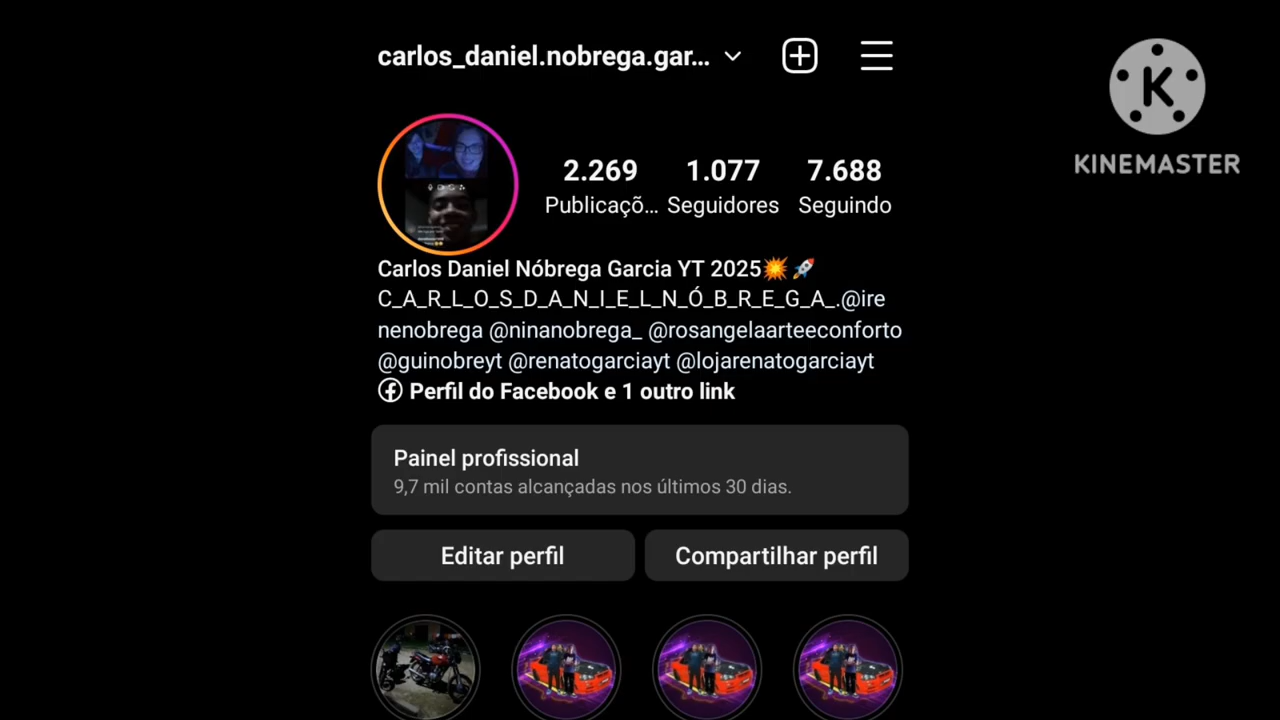 carlos_daniel.nobrega.gar...
K
KINEMASTER
2.269 1.077 7.688
Publicaçõ... Seguidores Seguindo
Carlos Daniel Nóbrega Garcia YT 2025💥🚀
C_A_R_L_O_S_D_A_N_I_E_L_N_Ó_B_R_E_G_A_.@ire
nenobrega @ninanobrega_ @rosangelaarteeconforto
@guinobreyt @renatogarciayt @lojarenatogarciayt
Perfil do Facebook e 1 outro link
Painel profissional
9,7 mil contas alcançadas nos últimos 30 dias.
Editar perfil Compartilhar perfil